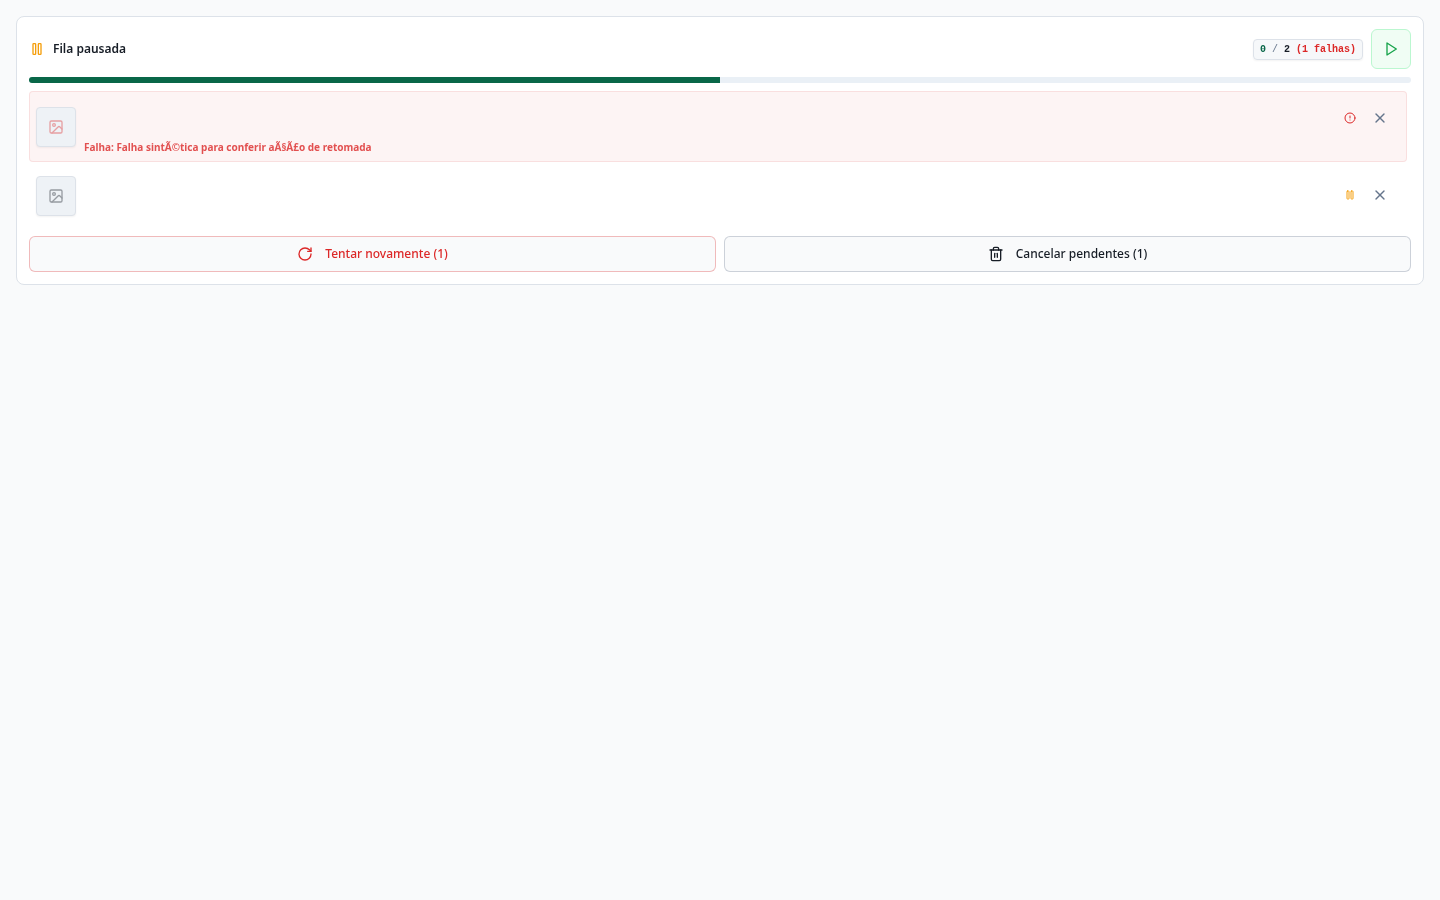 Fila pausada
0 / 2 (1 falhas)
Falha: Falha sintÃ©tica para conferir aÃ§Ã£o de retomada
Tentar novamente (1)
Cancelar pendentes (1)